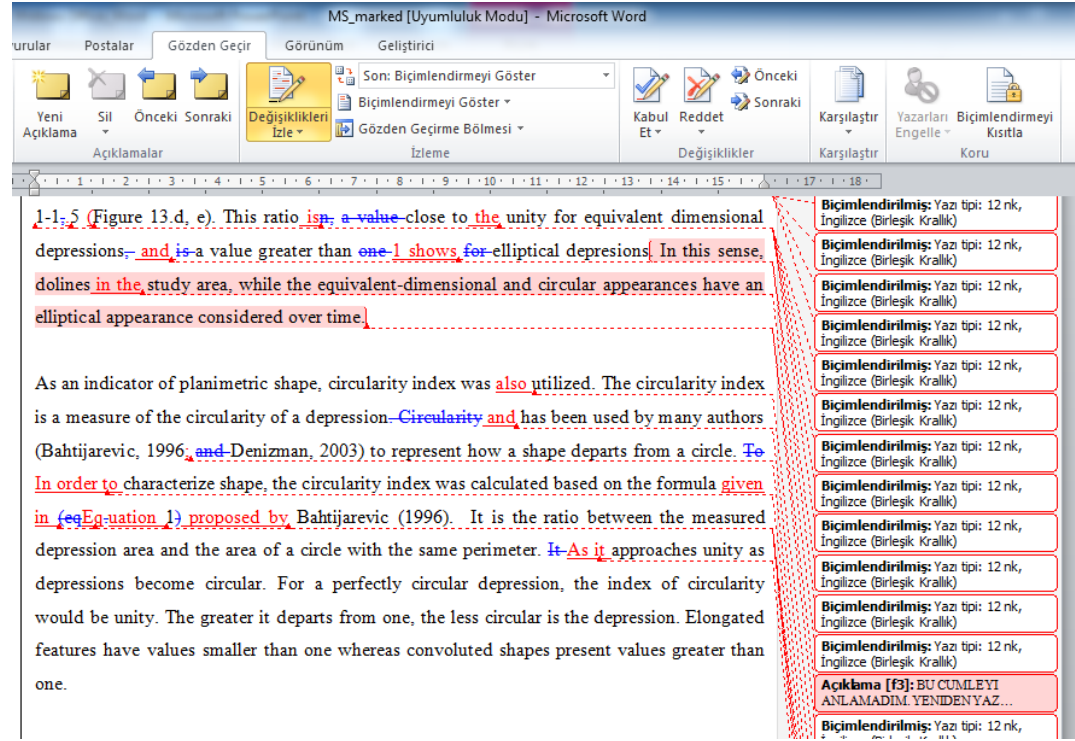 MS_marked [Uyumluluk Modu] - Microsoft Word
Postalar Gözden Geçir Görünüm Geliştirici
Yeni Açıklama
Sil
Önceki
Sonraki
Açıklamalar
Değişiklikleri İzle
Son: Biçimlendirmeyi Göster
Biçimlendirmeyi Göster
Gözden Geçirme Bölmesi
İzleme
Kabul Et
Reddet
Önceki
Sonraki
Değişiklikler
Karşılaştır
Karşılaştır
Yazarları Engelle
Biçimlendirmeyi Kısıtla
Koru
1 2 3 4 5 6 7 8 9 10 11 12 13 14 15 17 18
1-1,.5 (Figure 13.d, e). This ratio isn, a value close to the unity for equivalent dimensional
depressions, and is a value greater than one 1 shows for elliptical depresions. In this sense,
dolines in the study area, while the equivalent-dimensional and circular appearances have an
elliptical appearance considered over time.
As an indicator of planimetric shape, circularity index was also utilized. The circularity index
is a measure of the circularity of a depression. Circularity and has been used by many authors
(Bahtijarevic, 1996; and Denizman, 2003) to represent how a shape departs from a circle. To
In order to characterize shape, the circularity index was calculated based on the formula given
in (eqEq.uation 1) proposed by Bahtijarevic (1996). It is the ratio between the measured
depression area and the area of a circle with the same perimeter. It As it approaches unity as
depressions become circular. For a perfectly circular depression, the index of circularity
would be unity. The greater it departs from one, the less circular is the depression. Elongated
features have values smaller than one whereas convoluted shapes present values greater than
one.
Biçimlendirilmiş: Yazı tipi: 12 nk,
İngilizce (Birleşik Krallık)
Biçimlendirilmiş: Yazı tipi: 12 nk,
İngilizce (Birleşik Krallık)
Biçimlendirilmiş: Yazı tipi: 12 nk,
İngilizce (Birleşik Krallık)
Biçimlendirilmiş: Yazı tipi: 12 nk,
İngilizce (Birleşik Krallık)
Biçimlendirilmiş: Yazı tipi: 12 nk,
İngilizce (Birleşik Krallık)
Biçimlendirilmiş: Yazı tipi: 12 nk,
İngilizce (Birleşik Krallık)
Biçimlendirilmiş: Yazı tipi: 12 nk,
İngilizce (Birleşik Krallık)
Biçimlendirilmiş: Yazı tipi: 12 nk,
İngilizce (Birleşik Krallık)
Biçimlendirilmiş: Yazı tipi: 12 nk,
İngilizce (Birleşik Krallık)
Biçimlendirilmiş: Yazı tipi: 12 nk,
İngilizce (Birleşik Krallık)
Biçimlendirilmiş: Yazı tipi: 12 nk,
İngilizce (Birleşik Krallık)
Biçimlendirilmiş: Yazı tipi: 12 nk,
İngilizce (Birleşik Krallık)
Açıklama [f3]: BU CUMLEYI
ANLAMADIM. YENIDEN YAZ…
Biçimlendirilmiş: Yazı tipi: 12 nk,